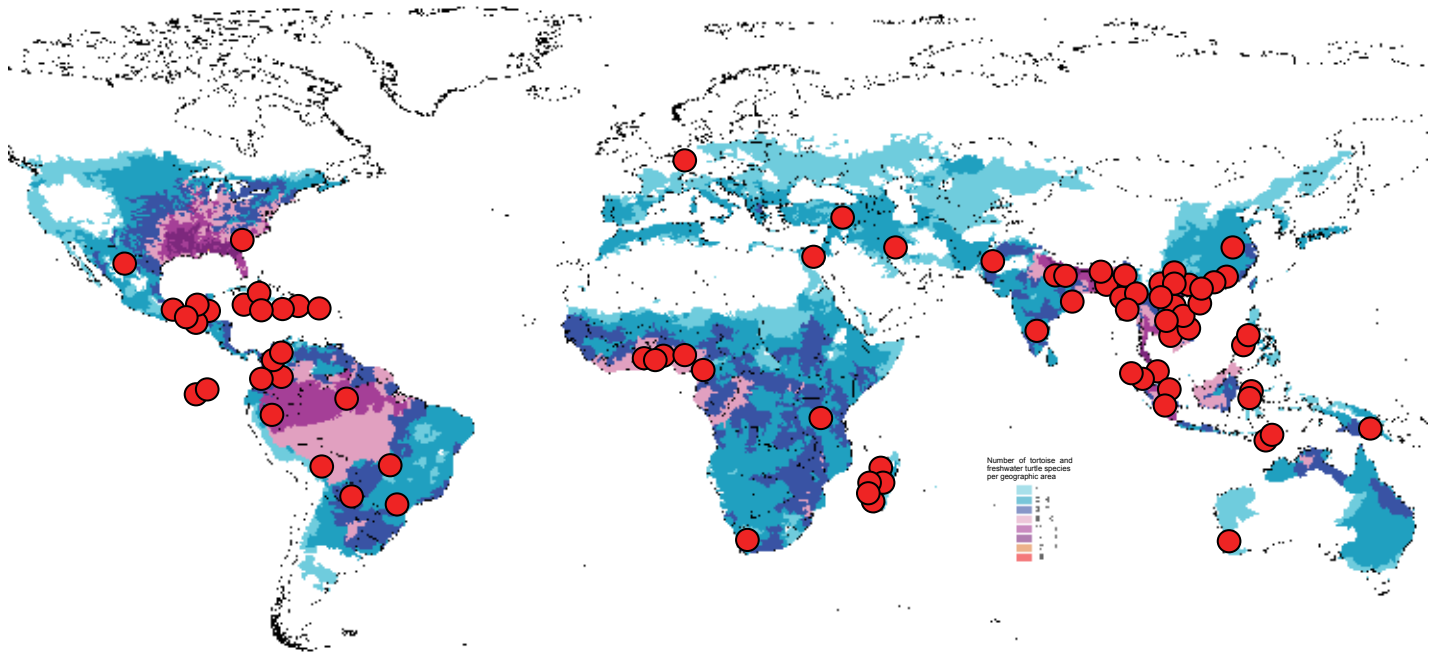 Number of tortoise and
freshwater turtle species
per geographic area